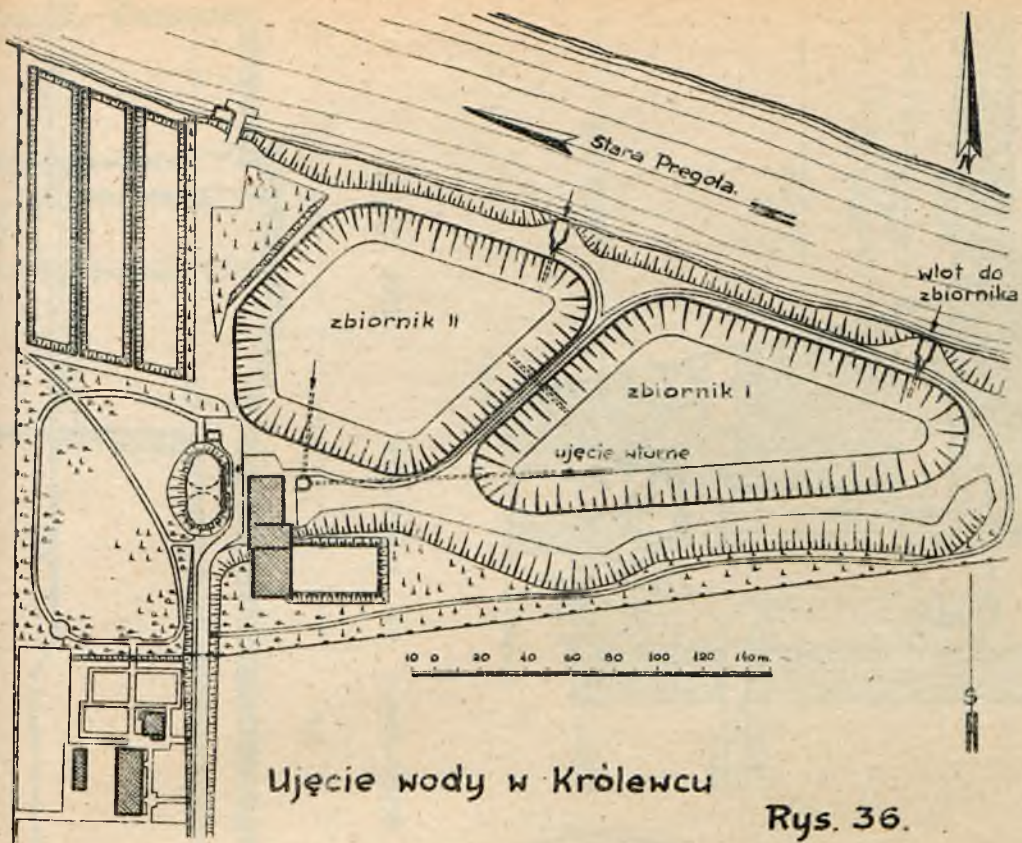 Stara Pregoła.
wlot do
zbiornika
zbiornik II
zbiornik I
ujęcie wtórne
10 0 20 40 60 80 100 120 140 m.
S
Ujęcie wody w Królewcu
Rys. 36.